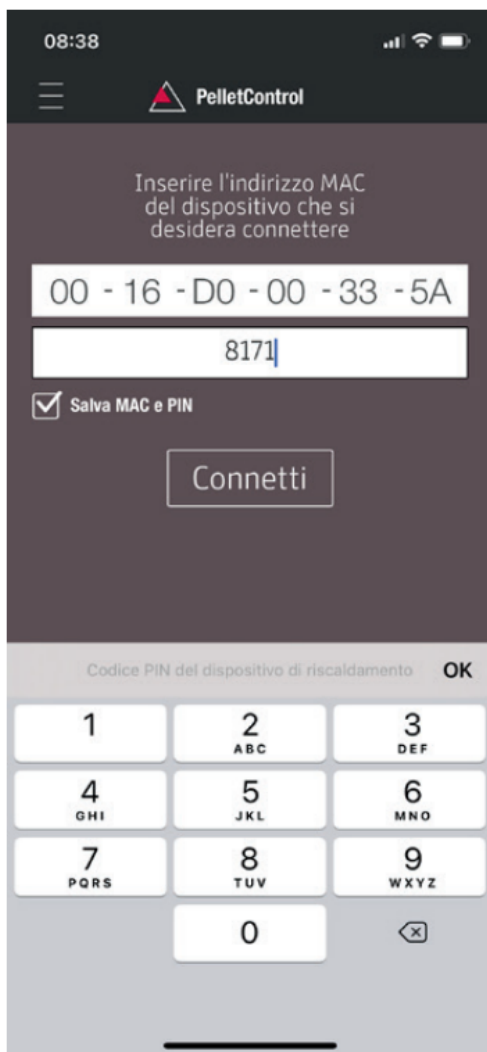 08:38
PelletControl
Inserire l'indirizzo MAC
del dispositivo che si
desidera connettere
00 - 16 - D0 - 00 - 33 - 5A
8171
Salva MAC e PIN
Connetti
Codice PIN del dispositivo di riscaldamento OK
1 2 3
ABC DEF
4 5 6
GHI JKL MNO
7 8 9
PQRS TUV WXYZ
0